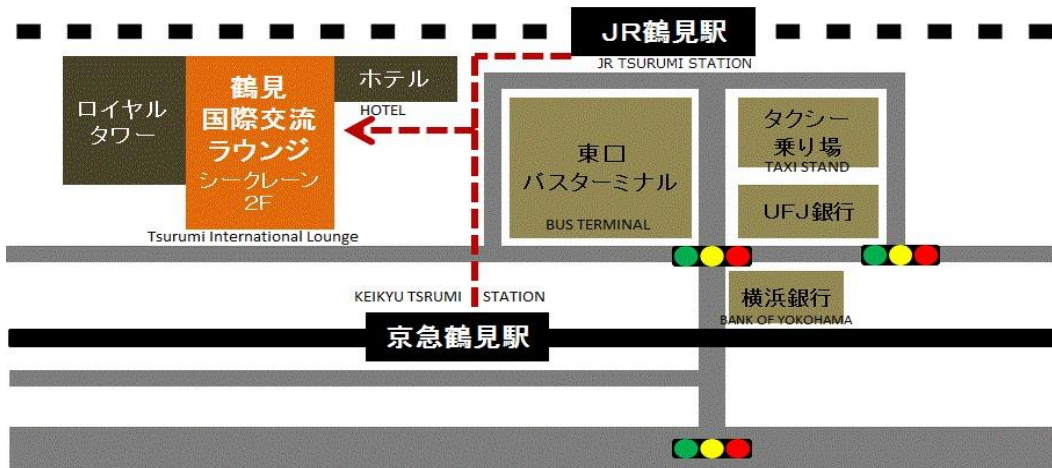 JR鶴見駅
JR TSURUMI STATION
ロイヤル
タワー
鶴見
国際交流
ラウンジ
シークレーン
2F
Tsurumi International Lounge
ホテル
HOTEL
東口
バスターミナル
BUS TERMINAL
タクシー
乗り場
TAXI STAND
UFJ銀行
KEIKYU TSRUMI STATION
京急鶴見駅
横浜銀行
BANK OF YOKOHAMA